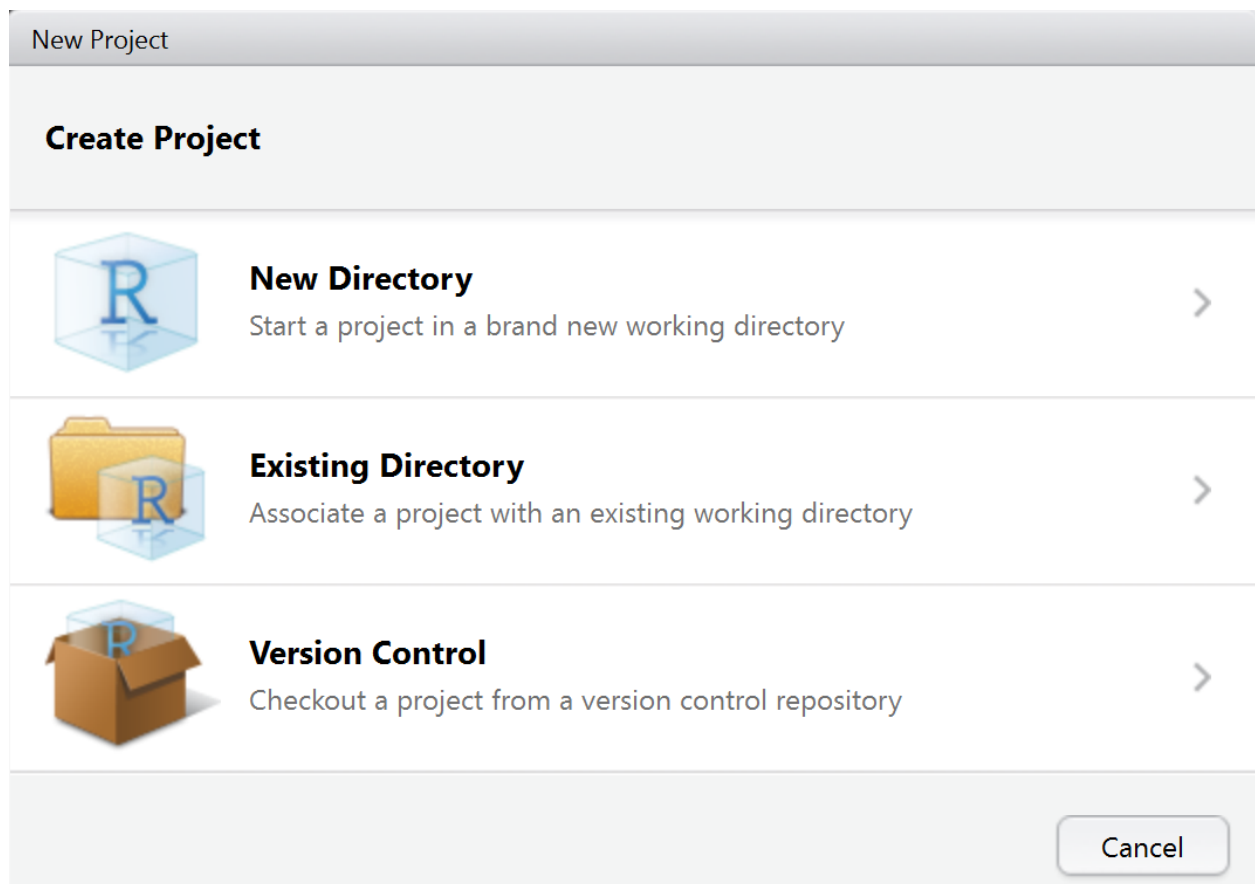 New Project
Create Project
R
New Directory
Start a project in a brand new working directory
R
Existing Directory
Associate a project with an existing working directory
R
Version Control
Checkout a project from a version control repository
Cancel